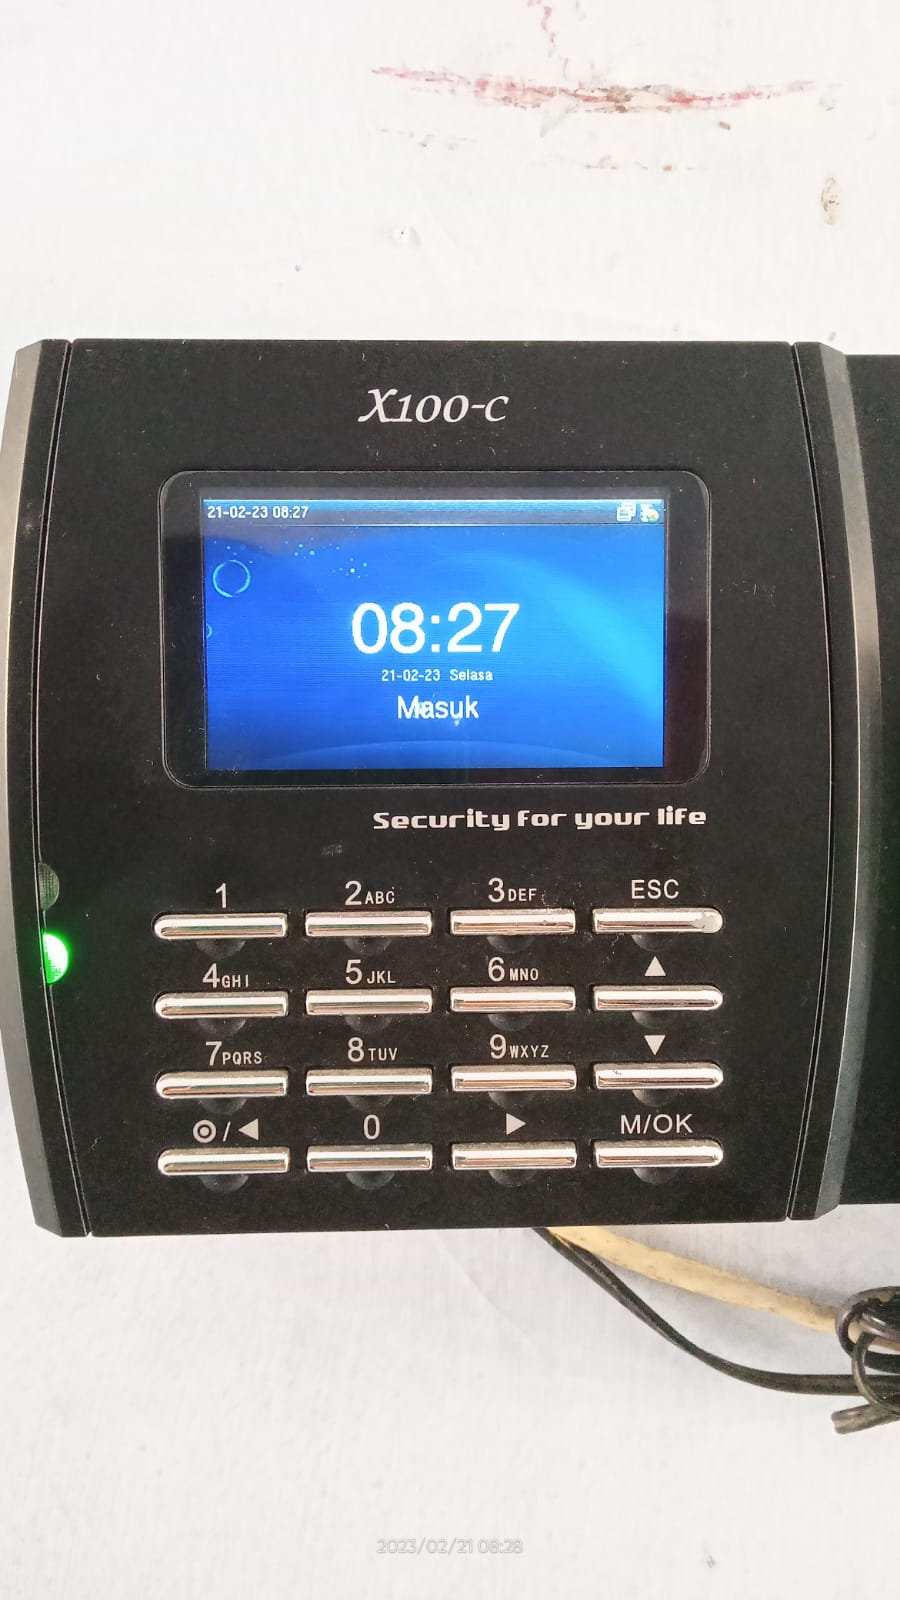 X100-C
21-02-23 08:27
08:27
21-02-23 Selasa
Masuk
Security for your life
1 2ABC 3DEF ESC
4GHI 5JKL 6MNO ▲
7PQRS 8TUV 9WXYZ ▼
◎/◀ 0 ▶ M/OK
2023/02/21 08:28